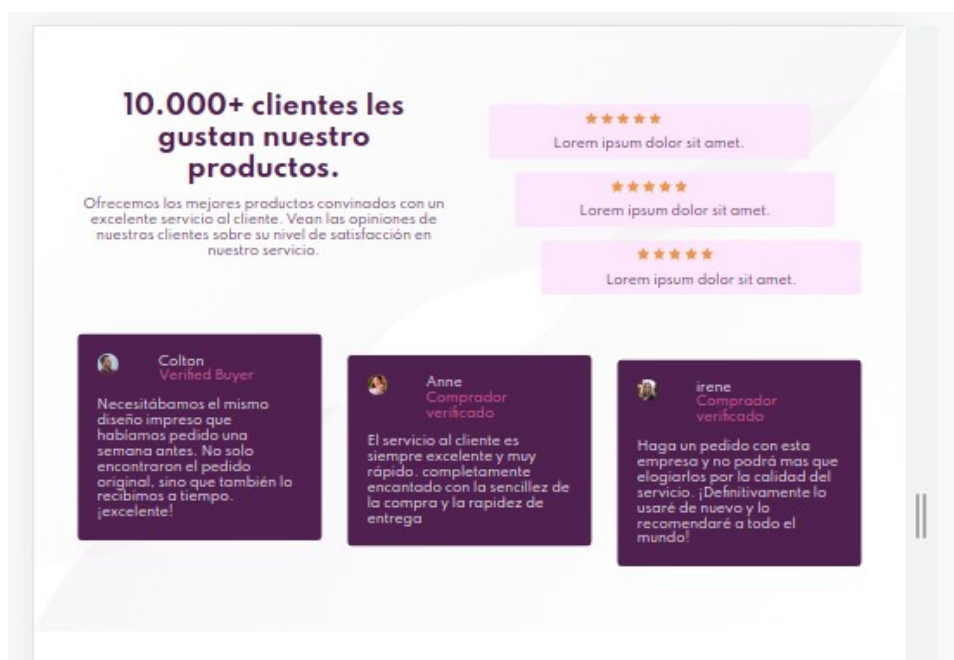 10.000+ clientes les
gustan nuestro
productos.
Ofrecemos los mejores productos convinados con un
excelente servicio al cliente. Vean las opiniones de
nuestros clientes sobre su nivel de satisfacción en
nuestro servicio.
Lorem ipsum dolor sit amet.
Lorem ipsum dolor sit amet.
Lorem ipsum dolor sit amet.
Colton
Verified Buyer
Necesitábamos el mismo
diseño impreso que
habíamos pedido una
semana antes. No solo
encontraron el pedido
original, sino que también lo
recibimos a tiempo.
¡excelente!
Anne
Comprador
verificado
El servicio al cliente es
siempre excelente y muy
rápido. completamente
encantado con la sencillez de
la compra y la rapidez de
entrega
irene
Comprador
verificado
Haga un pedido con esta
empresa y no podrá mas que
elogiarlos por la calidad del
servicio. ¡Definitivamente lo
usaré de nuevo y lo
recomendaré a todo el
mundo!